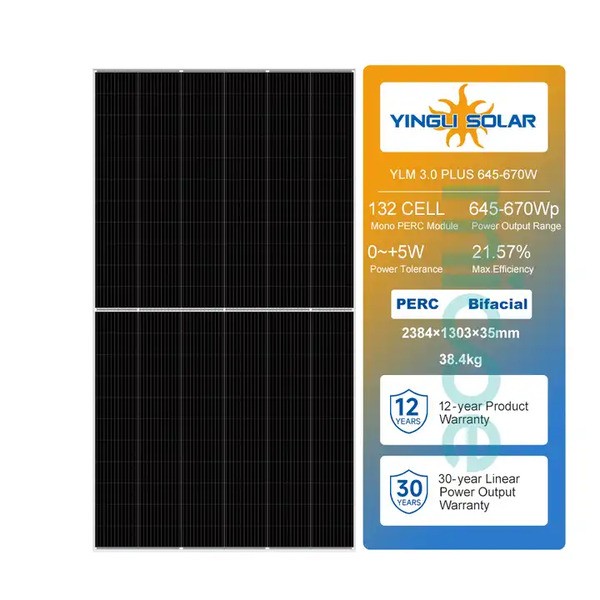 YINGLI SOLAR
YLM 3.0 PLUS 645-670W
132 CELL 645-670Wp
Mono PERC Module Power Output Range
0~+5W 21.57%
Power Tolerance Max.Efficiency
PERC Bifacial
2384×1303×35mm
38.4kg
12
YEARS
12-year Product
Warranty
30
YEARS
30-year Linear
Power Output
Warranty